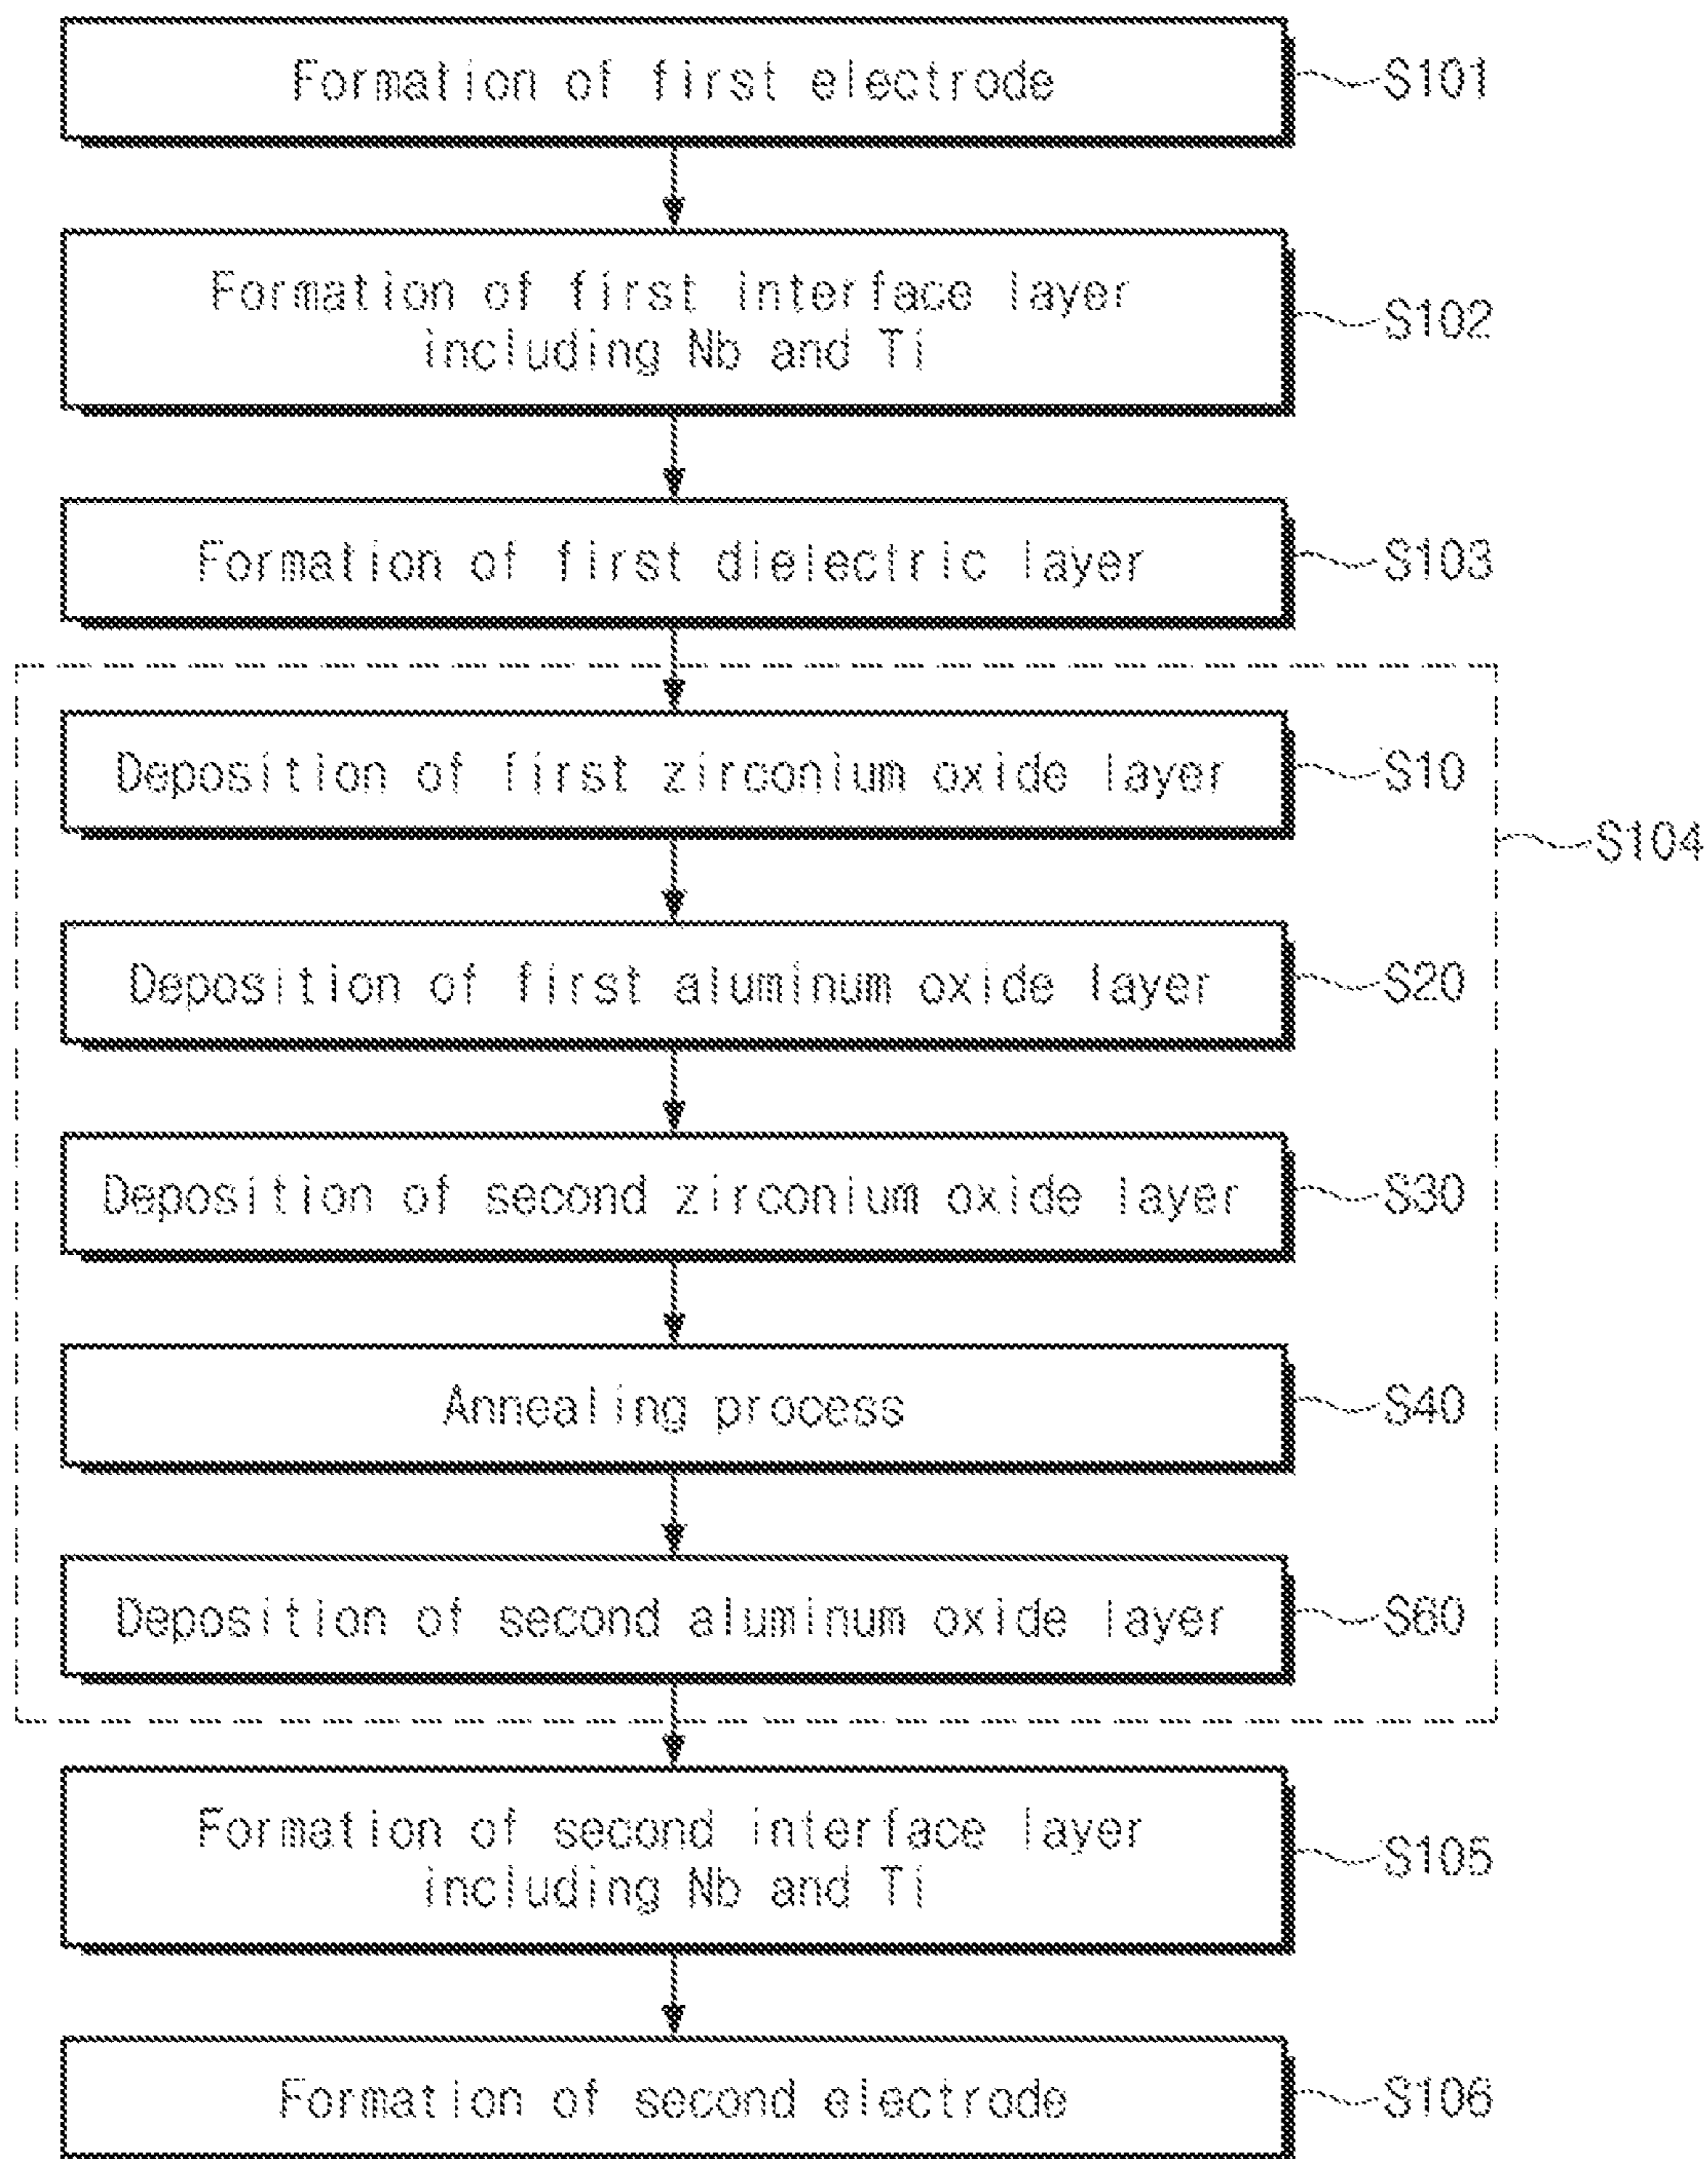 Formation of first electrode S101
Formation of first interface layer
including Nb and Ti
S102
Formation of first dielectric layer S103
Deposition of first zirconium oxide layer S10
S104
Deposition of first aluminum oxide layer S20
Deposition of second zirconium oxide layer S30
Annealing process S40
Deposition of second aluminum oxide layer S60
Formation of second interface layer
including Nb and Ti
S105
Formation of second electrode S106